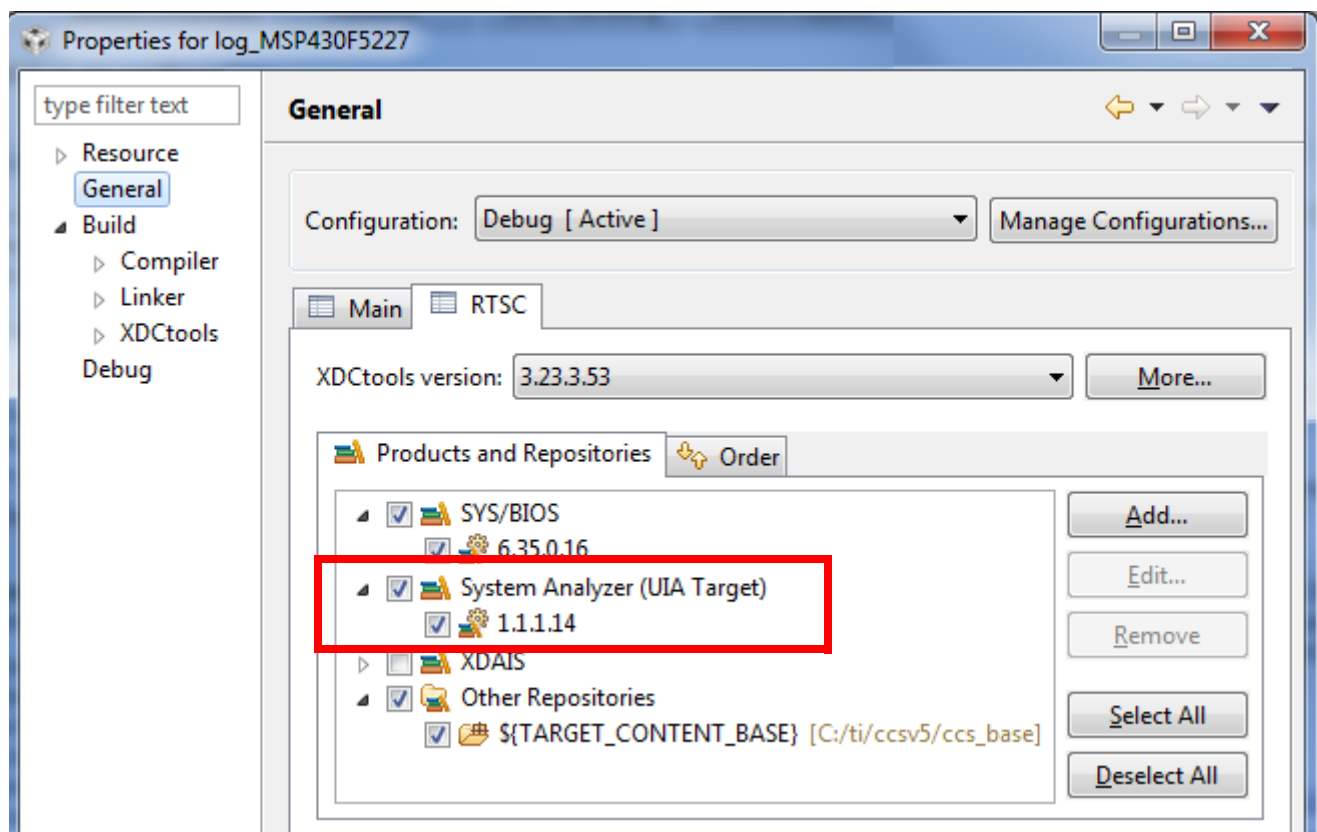 Properties for log_MSP430F5227
type filter text
Resource
General
Build
Compiler
Linker
XDCtools
Debug
General
Configuration: Debug [ Active ] Manage Configurations...
Main RTSC
XDCtools version: 3.23.3.53 More...
Products and Repositories Order
SYS/BIOS
6.35.0.16
System Analyzer (UIA Target)
1.1.1.14
XDAIS
Other Repositories
${TARGET_CONTENT_BASE} [C:/ti/ccsv5/ccs_base]
Add...
Edit...
Remove
Select All
Deselect All